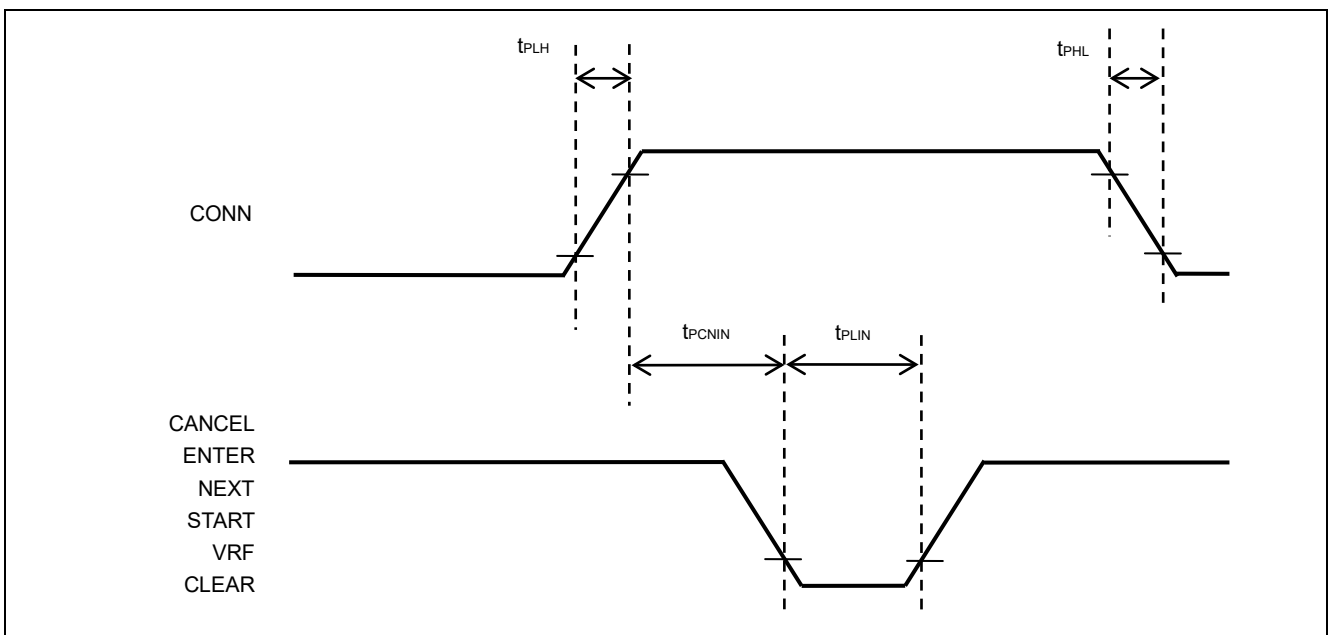 tPLH
tPHL
CONN
tPCNIN
tPLIN
CANCEL
ENTER
NEXT
START
VRF
CLEAR